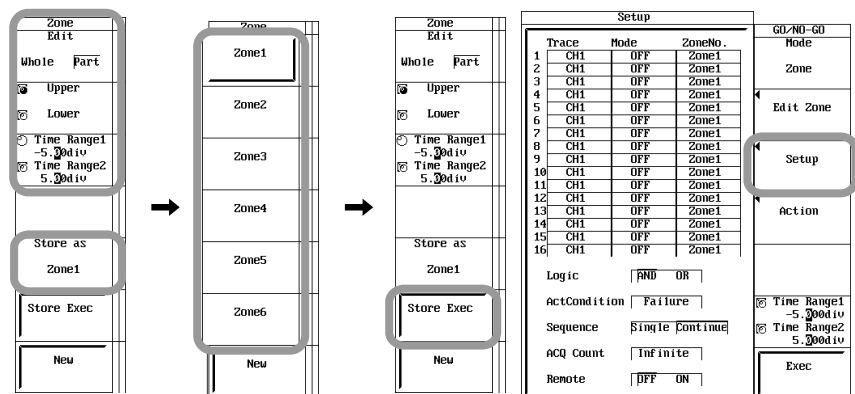 Zone
Edit
Whole Part
Upper
Lower
Time Range1
-5.00div
Time Range2
5.00div
Store as
Zone1
Store Exec
New
Zone
Zone1
Zone2
Zone3
Zone4
Zone5
Zone6
New
Zone
Edit
Whole Part
Upper
Lower
Time Range1
-5.00div
Time Range2
5.00div
Store as
Zone1
Store Exec
New
Setup
Trace Mode ZoneNo.
1 CH1 OFF Zone1
2 CH1 OFF Zone1
3 CH1 OFF Zone1
4 CH1 OFF Zone1
5 CH1 OFF Zone1
6 CH1 OFF Zone1
7 CH1 OFF Zone1
8 CH1 OFF Zone1
9 CH1 OFF Zone1
10 CH1 OFF Zone1
11 CH1 OFF Zone1
12 CH1 OFF Zone1
13 CH1 OFF Zone1
14 CH1 OFF Zone1
15 CH1 OFF Zone1
16 CH1 OFF Zone1
Logic AND OR
ActCondition Failure
Sequence Single Continue
ACQ Count Infinite
Remote OFF ON
GO/NO-GO
Mode
Zone
Edit Zone
Setup
Action
Time Range1
-5.000div
Time Range2
5.000div
Exec